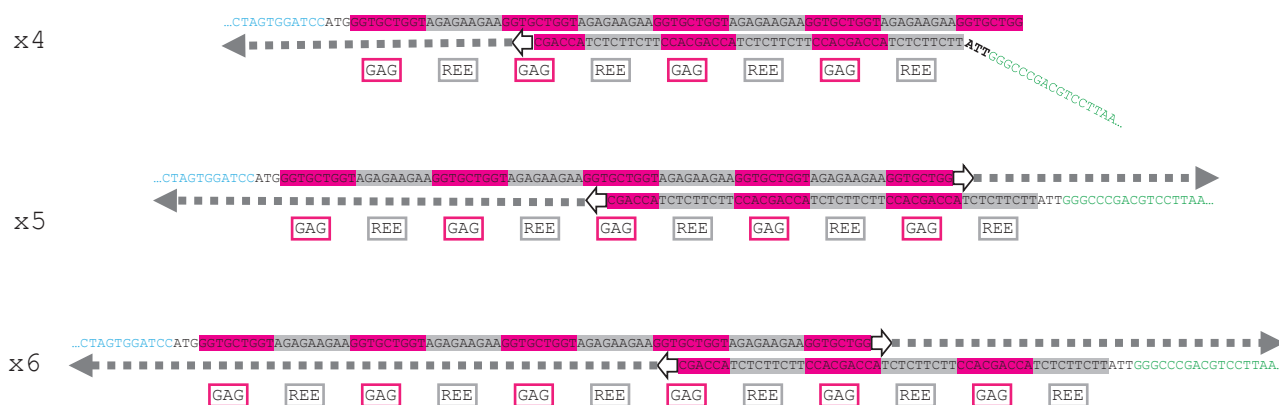 …CTAGTGGATCCATGGGTGCTGGTAGAGAAGAAGGTGCTGGTAGAGAAGAAGGTGCTGGTAGAGAAGAAGGTGCTGGTAGAGAAGAAGGTGCTGG
x4
CGACCATCTCTTCTTCCACGACCATCTCTTCTTCCACGACCATCTCTTCTTATTGGGCCCGACGTCCTTAA…
GAG REE GAG REE GAG REE GAG REE
…CTAGTGGATCCATGGGTGCTGGTAGAGAAGAAGGTGCTGGTAGAGAAGAAGGTGCTGGTAGAGAAGAAGGTGCTGGTAGAGAAGAAGGTGCTGG
x5
CGACCATCTCTTCTTCCACGACCATCTCTTCTTCCACGACCATCTCTTCTTATTGGGCCCGACGTCCTTAA…
GAG REE GAG REE GAG REE GAG REE GAG REE
…CTAGTGGATCCATGGGTGCTGGTAGAGAAGAAGGTGCTGGTAGAGAAGAAGGTGCTGGTAGAGAAGAAGGTGCTGGTAGAGAAGAAGGTGCTGG
x6
CGACCATCTCTTCTTCCACGACCATCTCTTCTTCCACGACCATCTCTTCTTATTGGGCCCGACGTCCTTAA…
GAG REE GAG REE GAG REE GAG REE GAG REE GAG REE